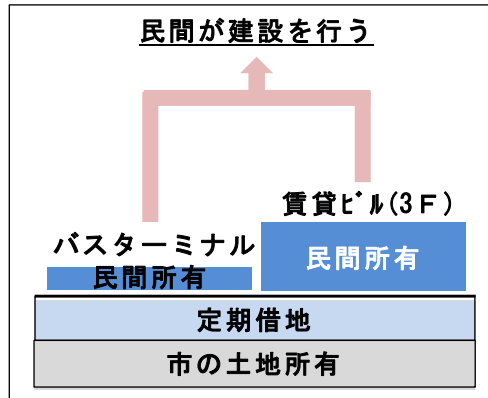 民間が建設を行う
賃貸ﾋﾞﾙ(3F)
バスターミナル
民間所有
民間所有
定期借地
市の土地所有